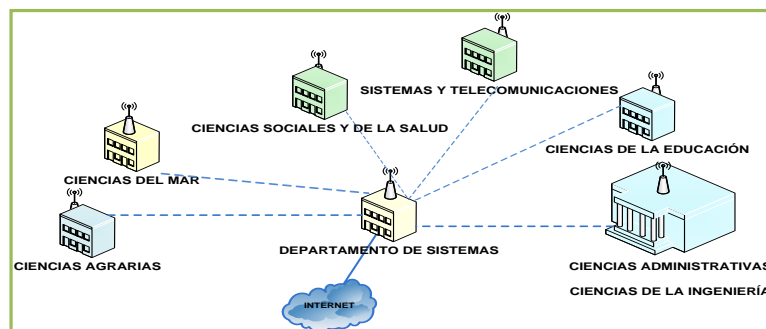 SISTEMAS Y TELECOMUNICACIONES
CIENCIAS SOCIALES Y DE LA SALUD
CIENCIAS DE LA EDUCACIÓN
CIENCIAS DEL MAR
DEPARTAMENTO DE SISTEMAS
CIENCIAS AGRARIAS
CIENCIAS ADMINISTRATIVAS
CIENCIAS DE LA INGENIERÍA
INTERNET